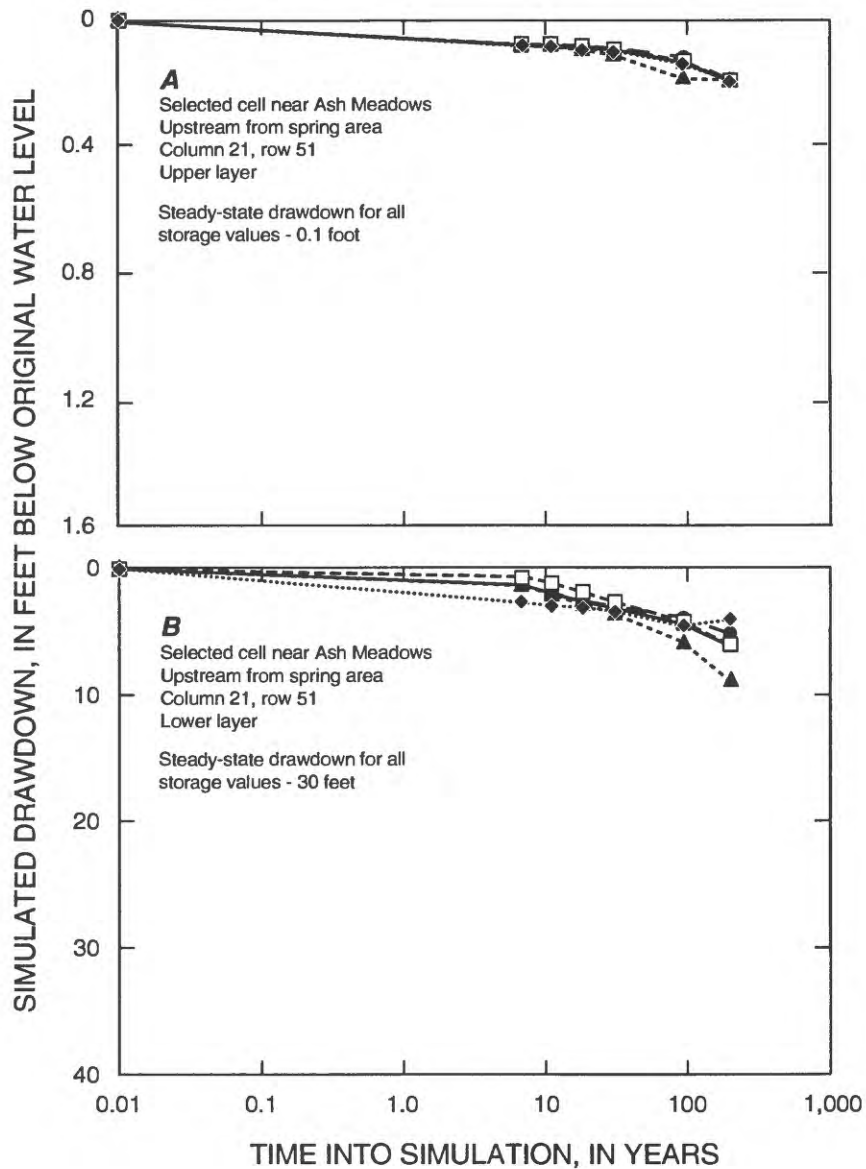 SIMULATED DRAWDOWN, IN FEET BELOW ORIGINAL WATER LEVEL
0
0.4
0.8
1.2
1.6
A
Selected cell near Ash Meadows
Upstream from spring area
Column 21, row 51
Upper layer
Steady-state drawdown for all
storage values - 0.1 foot
0
10
20
30
40
B
Selected cell near Ash Meadows
Upstream from spring area
Column 21, row 51
Lower layer
Steady-state drawdown for all
storage values - 30 feet
0.01 0.1 1.0 10 100 1,000
TIME INTO SIMULATION, IN YEARS